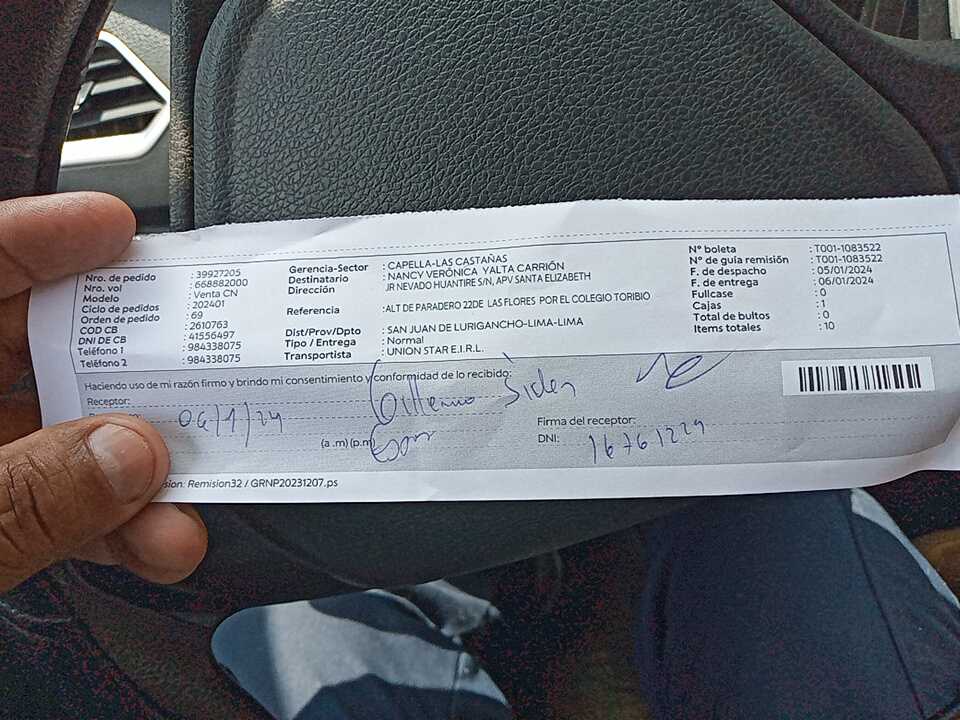 Nro. de pedido : 39927205
Nro. vol : 668882000
Modelo : Venta CN
Ciclo de pedidos : 202401
Orden de pedido : 69
COD CB : 2610763
DNI DE CB : 41556497
Teléfono 1 : 984338075
Teléfono 2 : 984338075
Gerencia-Sector : CAPELLA-LAS CASTAÑAS
Destinatario : NANCY VERÓNICA YALTA CARRIÓN
Dirección : JR NEVADO HUANTIRE S/N, APV SANTA ELIZABETH
Referencia : ALT DE PARADERO 22DE LAS FLORES POR EL COLEGIO TORIBIO
Dist/Prov/Dpto : SAN JUAN DE LURIGANCHO-LIMA-LIMA
Tipo / Entrega : Normal
Transportista : UNION STAR E.I.R.L.
N° boleta : T001-1083522
N° de guía remisión : T001-1083522
F. de despacho : 05/01/2024
F. de entrega : 06/01/2024
Fullcase : 0
Cajas : 1
Total de bultos : 0
Items totales : 10
Haciendo uso de mi razón firmo y brindo mi consentimiento y conformidad de lo recibido:
Receptor:
06/1/24
(a .m) (p.m)
Firma del receptor:
DNI: 16761229
sion: Remision32 / GRNP20231207.ps